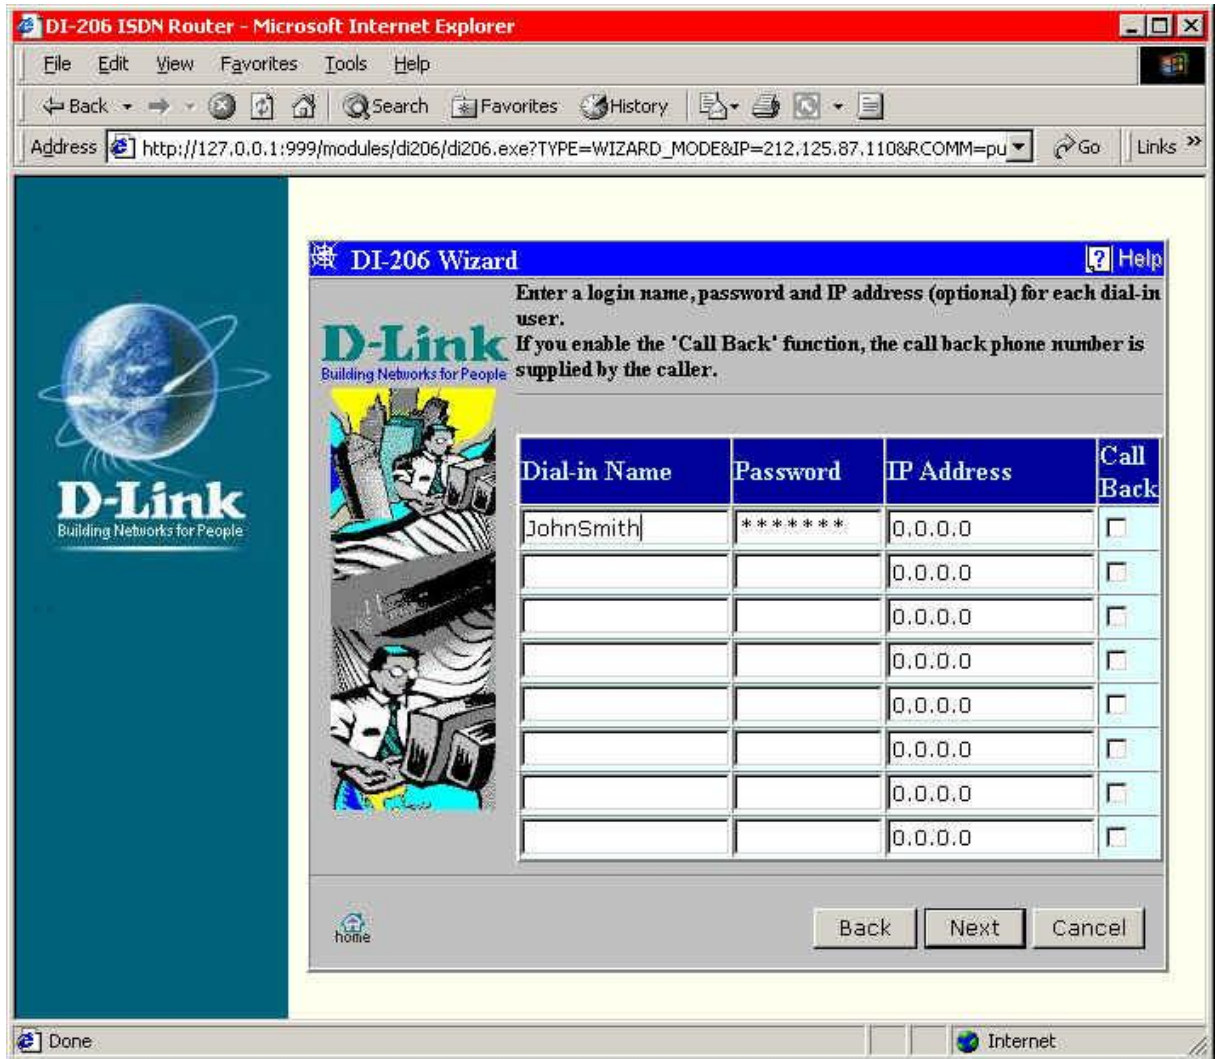 DI-206 ISDN Router - Microsoft Internet Explorer
File Edit View Favorites Tools Help
Back Search Favorites History
Address http://127.0.0.1:999/modules/di206/di206.exe?TYPE=WIZARD_MODE&IP=212.125.87.110&RCOMM=pu Go Links »
DI-206 Wizard ? Help
Enter a login name, password and IP address (optional) for each dial-in
user.
If you enable the 'Call Back' function, the call back phone number is
supplied by the caller.
D-Link
Building Networks for People
D-Link
Building Networks for People
Dial-in Name Password IP Address Call Back
JohnSmith ******* 0.0.0.0
0.0.0.0
0.0.0.0
0.0.0.0
0.0.0.0
0.0.0.0
0.0.0.0
0.0.0.0
home Back Next Cancel
Done Internet